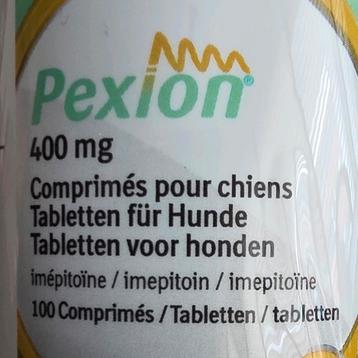 Pexion®
400 mg
Comprimés pour chiens
Tabletten für Hunde
Tabletten voor honden
imépitoïne / imepitoin / imepitoïne
100 Comprimés / Tabletten / tabletten